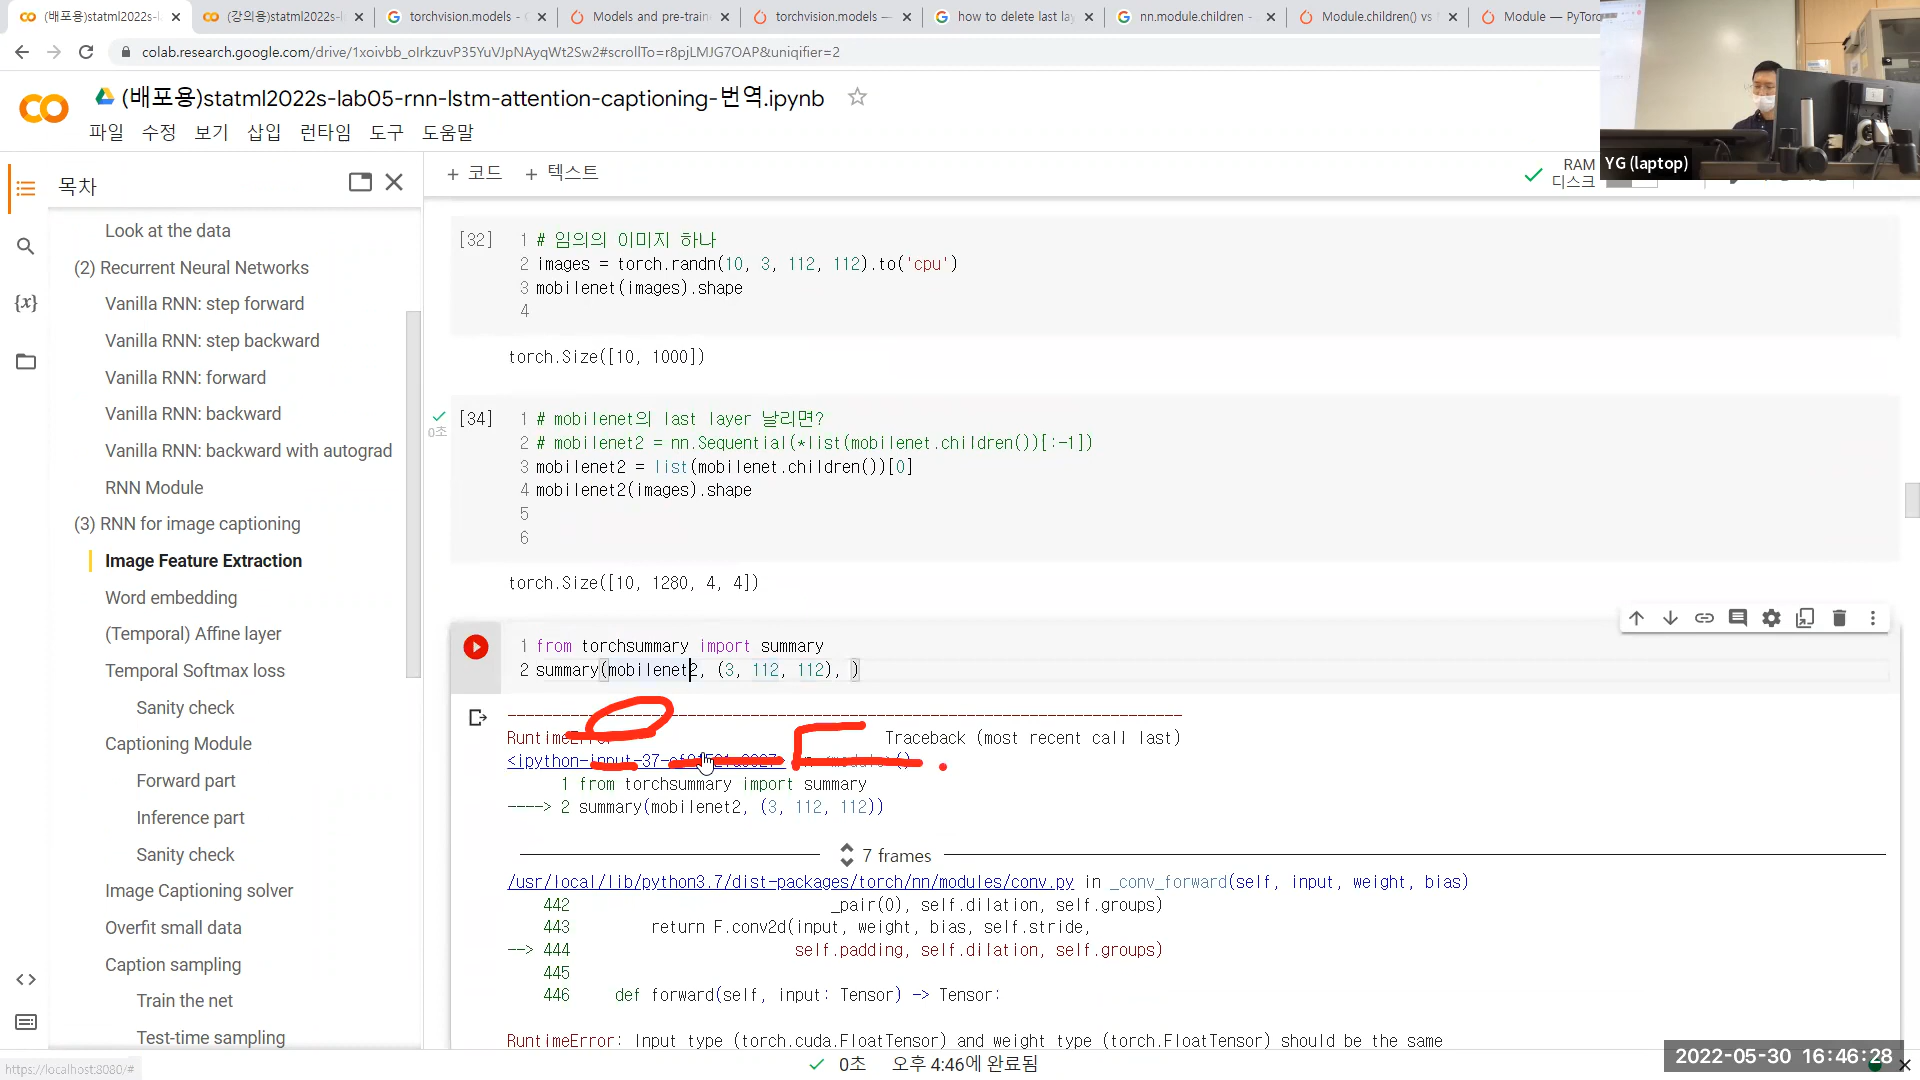 (배포용)statml2022s-l
(강의용)statml2022s-l
torchvision.models - G
Models and pre-train
torchvision.models —
how to delete last lay
nn.module.children -
Module.children() vs
Module — PyTorc
colab.research.google.com/drive/1xoivbb_olrkzuvP35YuVJpNAyqWt2Sw2#scrollTo=r8pjLMJG7OAP&uniqifier=2
(배포용)statml2022s-lab05-rnn-lstm-attention-captioning-번역.ipynb
파일 수정 보기 삽입 런타임 도구 도움말
YG (laptop)
목차
+ 코드 + 텍스트
RAM
디스크
Look at the data
(2) Recurrent Neural Networks
Vanilla RNN: step forward
Vanilla RNN: step backward
Vanilla RNN: forward
Vanilla RNN: backward
Vanilla RNN: backward with autograd
RNN Module
(3) RNN for image captioning
Image Feature Extraction
Word embedding
(Temporal) Affine layer
Temporal Softmax loss
Sanity check
Captioning Module
Forward part
Inference part
Sanity check
Image Captioning solver
Overfit small data
Caption sampling
Train the net
Test-time sampling
[32] 1 # 임의의 이미지 하나
2 images = torch.randn(10, 3, 112, 112).to('cpu')
3 mobilenet(images).shape
4
torch.Size([10, 1000])
0초
[34] 1 # mobilenet의 last layer 날리면?
2 # mobilenet2 = nn.Sequential(*list(mobilenet.children())[:-1])
3 mobilenet2 = list(mobilenet.children())[0]
4 mobilenet2(images).shape
5
6
torch.Size([10, 1280, 4, 4])
1 from torchsummary import summary
2 summary(mobilenet2, (3, 112, 112), )
RuntimeError Traceback (most recent call last)
<ipython-input-37- <module>()
1 from torchsummary import summary
----> 2 summary(mobilenet2, (3, 112, 112))
7 frames
/usr/local/lib/python3.7/dist-packages/torch/nn/modules/conv.py in _conv_forward(self, input, weight, bias)
442 _pair(0), self.dilation, self.groups)
443 return F.conv2d(input, weight, bias, self.stride,
--> 444 self.padding, self.dilation, self.groups)
445
446 def forward(self, input: Tensor) -> Tensor:
RuntimeError: Input type (torch.cuda.FloatTensor) and weight type (torch.FloatTensor) should be the same
https://localhost:8080/#
0초 오후 4:46에 완료됨
2022-05-30 16:46:28